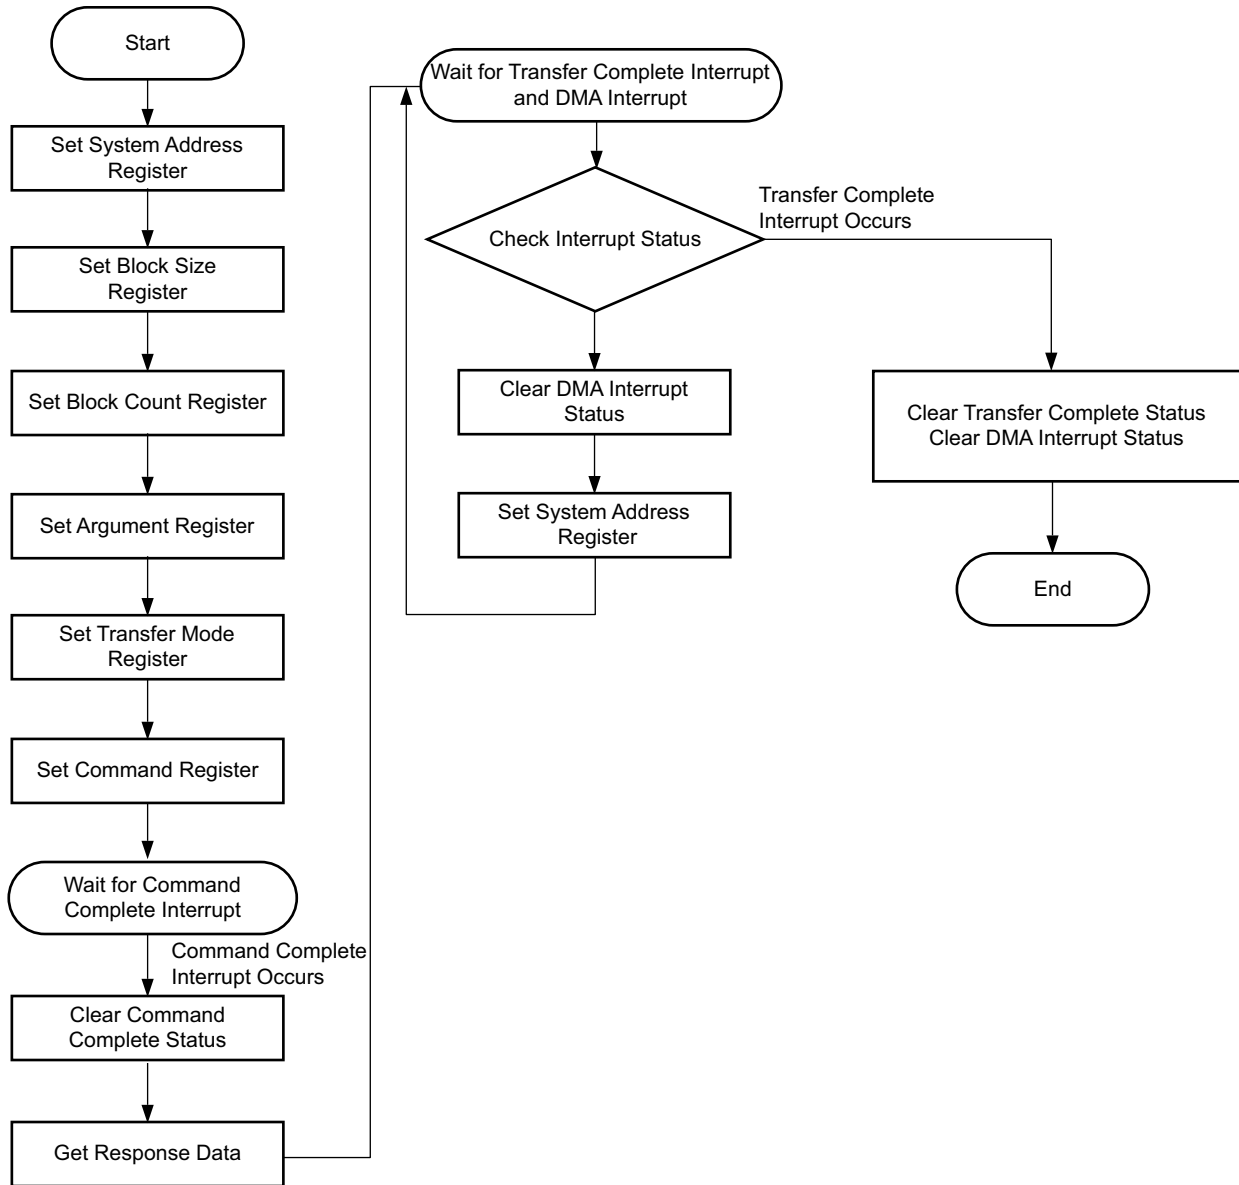 Start
Set System Address
Register
Set Block Size
Register
Set Block Count Register
Set Argument Register
Set Transfer Mode
Register
Set Command Register
Wait for Command
Complete Interrupt
Command Complete
Interrupt Occurs
Clear Command
Complete Status
Get Response Data
Wait for Transfer Complete Interrupt
and DMA Interrupt
Check Interrupt Status
Transfer Complete
Interrupt Occurs
Clear DMA Interrupt
Status
Set System Address
Register
Clear Transfer Complete Status
Clear DMA Interrupt Status
End